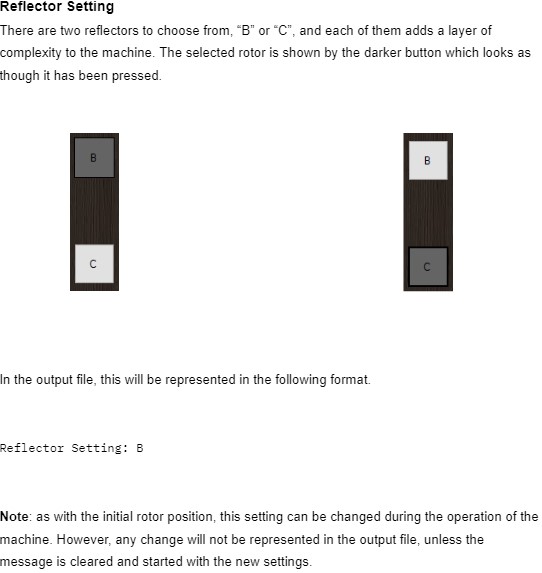 Reflector Setting
There are two reflectors to choose from, “B” or “C”, and each of them adds a layer of
complexity to the machine. The selected rotor is shown by the darker button which looks as
though it has been pressed.
B
B
C
C
In the output file, this will be represented in the following format.
Reflector Setting: B
Note: as with the initial rotor position, this setting can be changed during the operation of the
machine. However, any change will not be represented in the output file, unless the
message is cleared and started with the new settings.